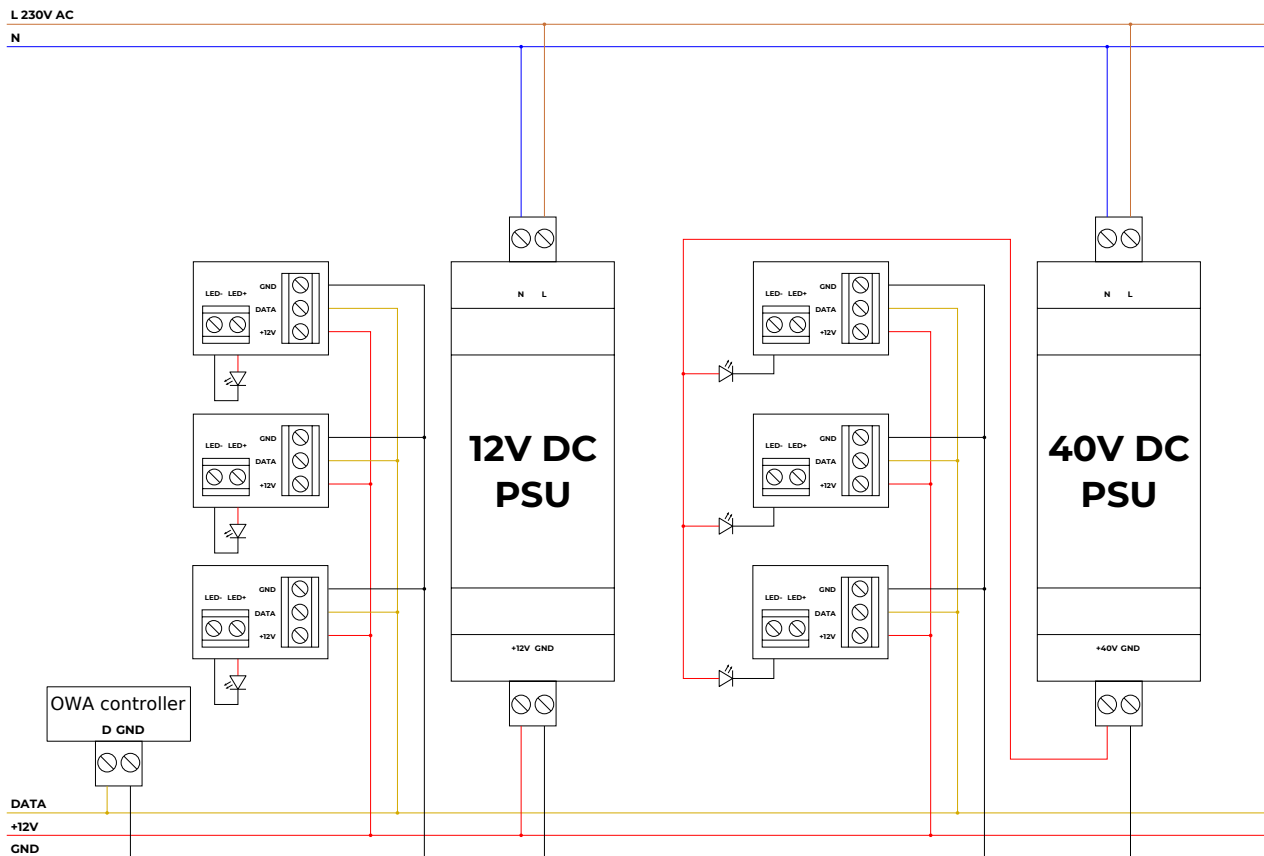 L 230V AC
N
N L
N L
LED- LED+
GND
DATA
+12V
LED- LED+
GND
DATA
+12V
LED- LED+
GND
DATA
+12V
LED- LED+
GND
DATA
+12V
12V DC
PSU
40V DC
PSU
LED- LED+
GND
DATA
+12V
LED- LED+
GND
DATA
+12V
+12V GND
+40V GND
OWA controller
D GND
DATA
+12V
GND